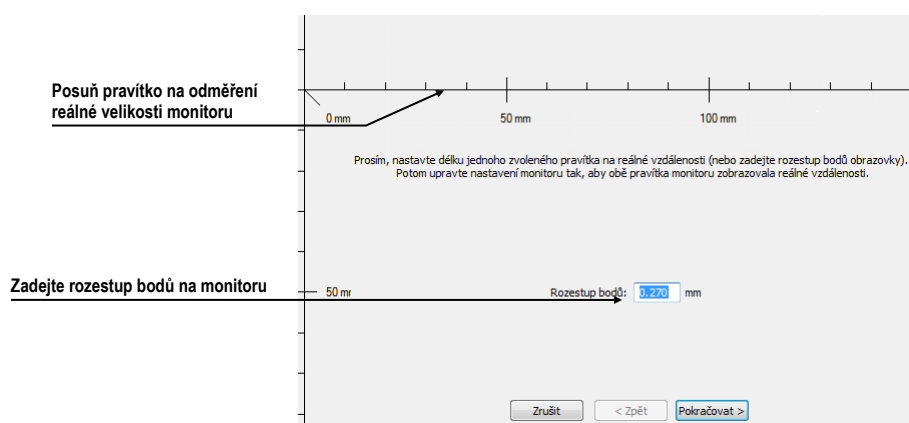 Posuň pravítko na odměření
reálné velikosti monitoru
0 mm
50 mm
100 mm
Prosím, nastavte délku jednoho zvoleného pravítka na reálné vzdálenosti (nebo zadejte rozestup bodů obrazovky).
Potom upravte nastavení monitoru tak, aby obě pravítka monitoru zobrazovala reálné vzdálenosti.
Zadejte rozestup bodů na monitoru
50 mm
Rozestup bodů: 0.270 mm
Zrušit < Zpět Pokračovat >